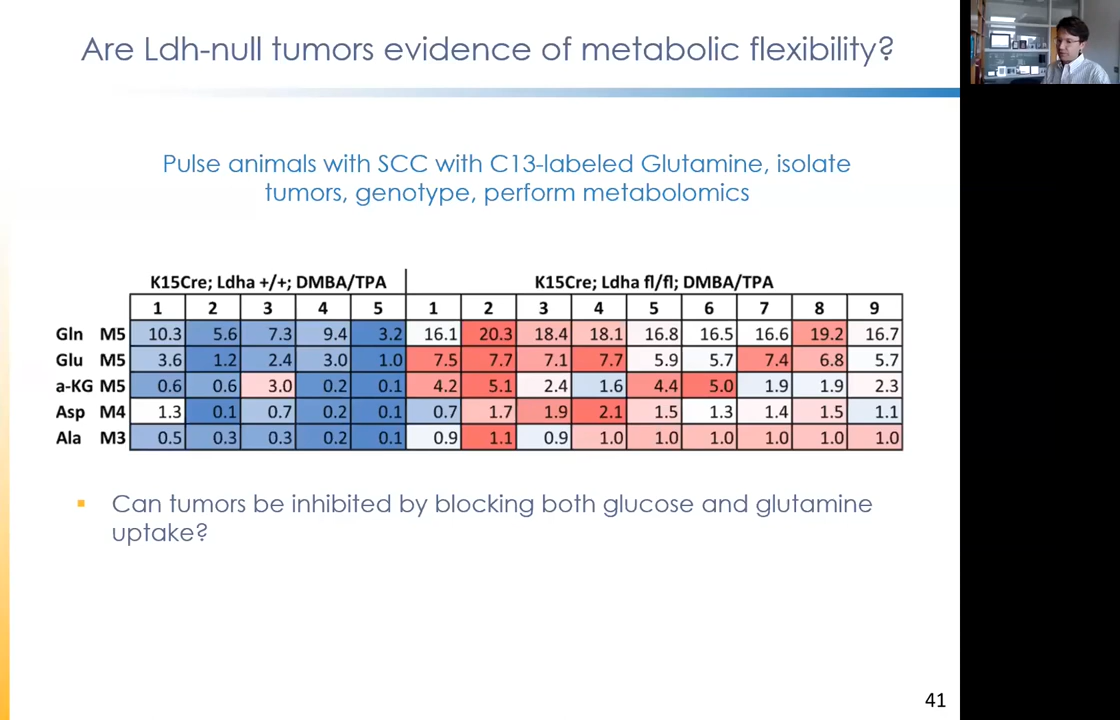 Are Ldh-null tumors evidence of metabolic flexibility?
Pulse animals with SCC with C13-labeled Glutamine, isolate
tumors, genotype, perform metabolomics
K15Cre; Ldha +/+; DMBA/TPA K15Cre; Ldha fl/fl; DMBA/TPA
1 2 3 4 5 1 2 3 4 5 6 7 8 9
Gln M5 10.3 5.6 7.3 9.4 3.2 16.1 20.3 18.4 18.1 16.8 16.5 16.6 19.2 16.7
Glu M5 3.6 1.2 2.4 3.0 1.0 7.5 7.7 7.1 7.7 5.9 5.7 7.4 6.8 5.7
a-KG M5 0.6 0.6 3.0 0.2 0.1 4.2 5.1 2.4 1.6 4.4 5.0 1.9 1.9 2.3
Asp M4 1.3 0.1 0.7 0.2 0.1 0.7 1.7 1.9 2.1 1.5 1.3 1.4 1.5 1.1
Ala M3 0.5 0.3 0.3 0.2 0.1 0.9 1.1 0.9 1.0 1.0 1.0 1.0 1.0 1.0
Can tumors be inhibited by blocking both glucose and glutamine
uptake?
41